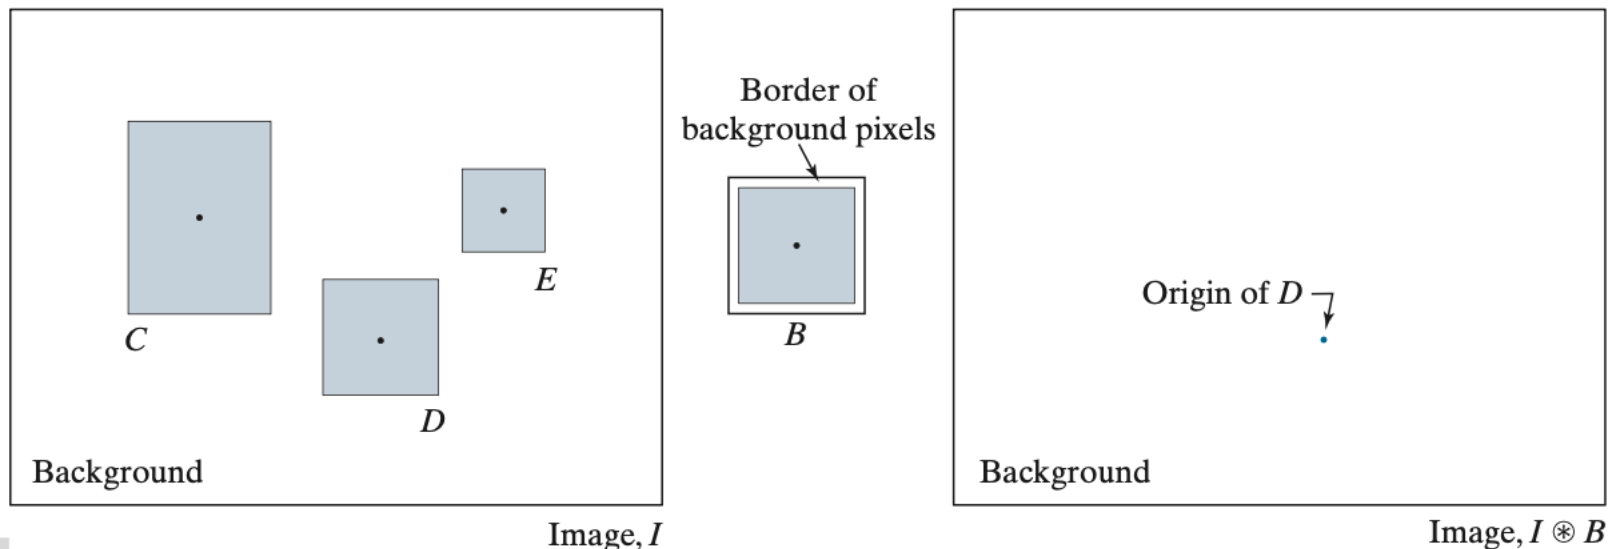 Border of
background pixels
C
E
D
B
Origin of D
Background
Background
Image, I
Image, I ⊛ B